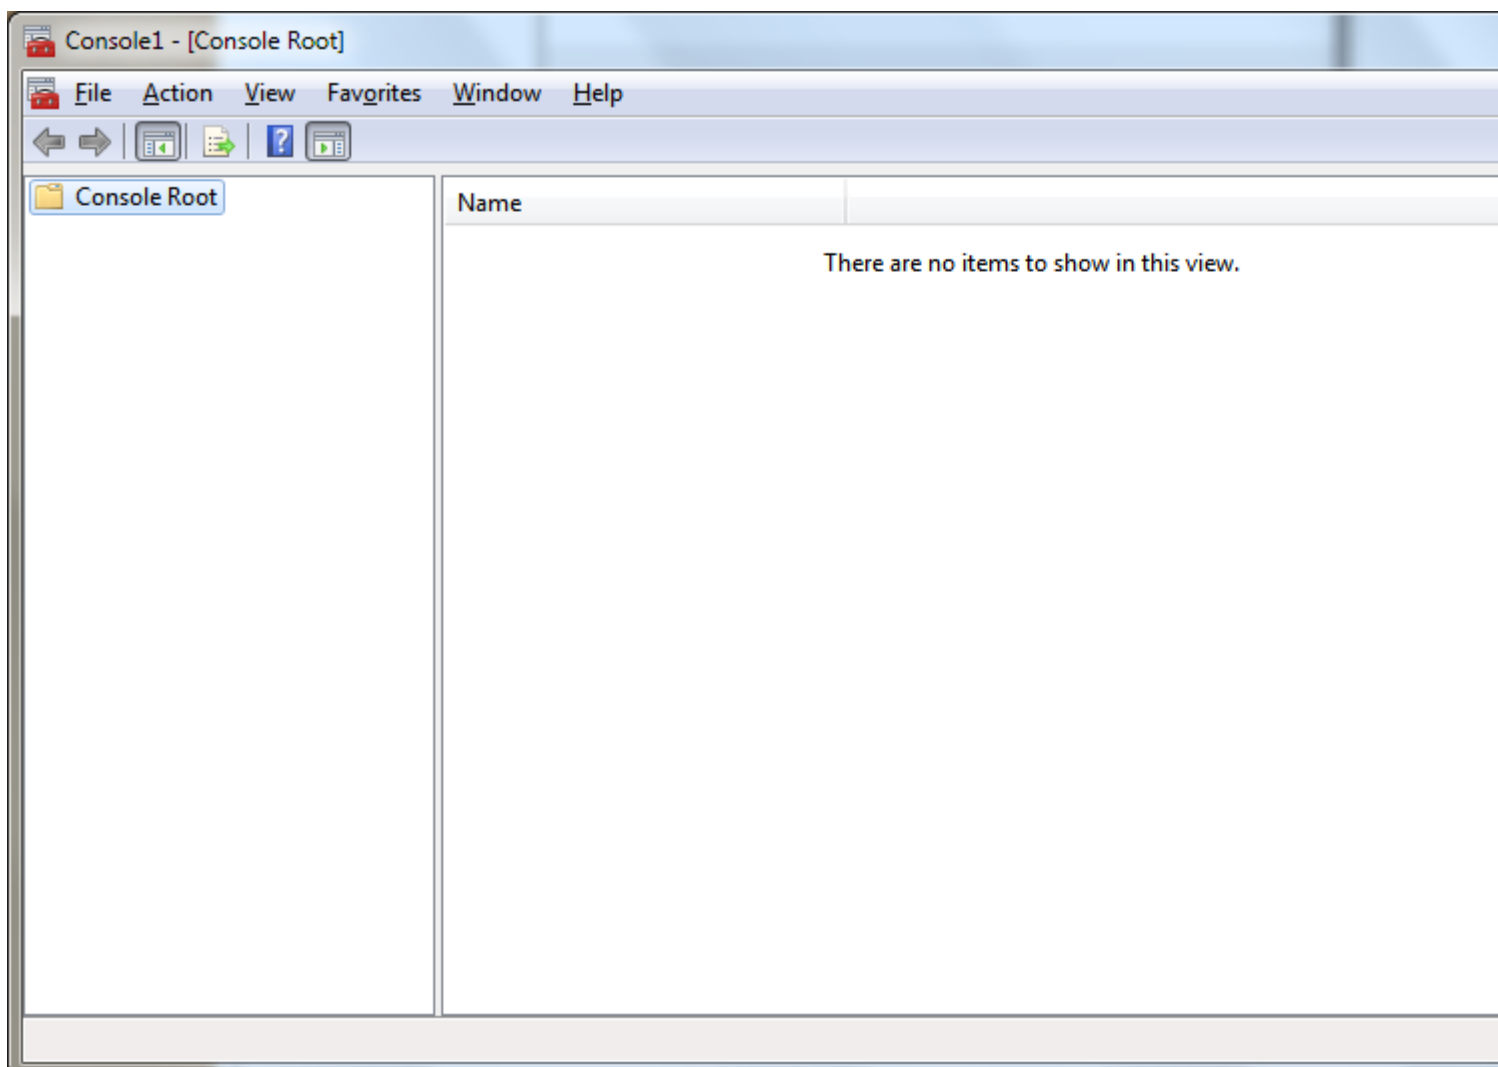 Console1 - [Console Root]
File Action View Favorites Window Help
?
Console Root
Name
There are no items to show in this view.